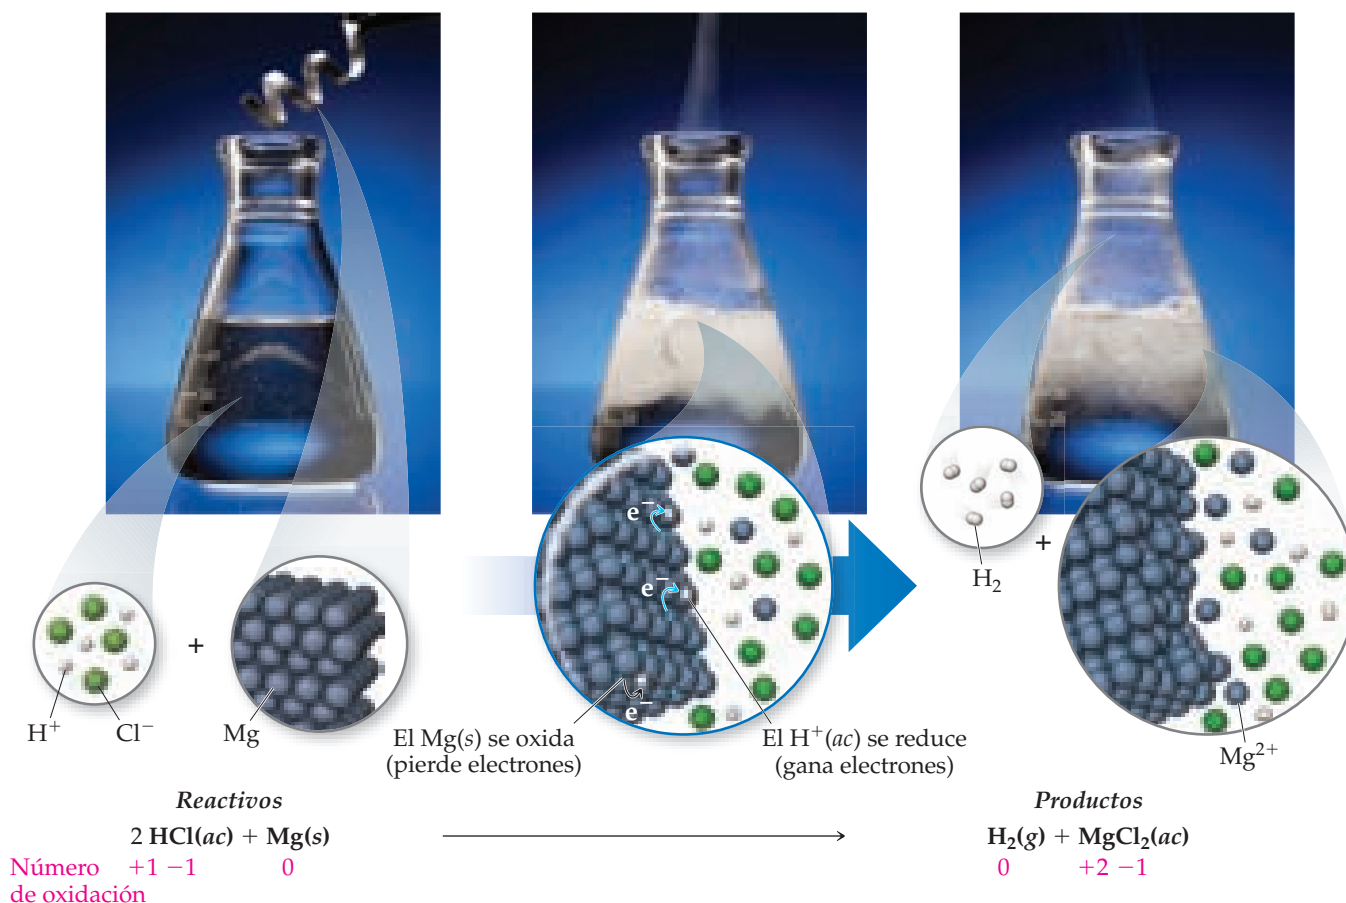 e⁻
e⁻
e⁻
H₂
+
+
H⁺
Cl⁻
Mg
El Mg(s) se oxida
(pierde electrones)
El H⁺(ac) se reduce
(gana electrones)
Mg²⁺
Reactivos
Productos
2 HCl(ac) + Mg(s)
H₂(g) + MgCl₂(ac)
Número +1 −1 0
0 +2 −1
de oxidación